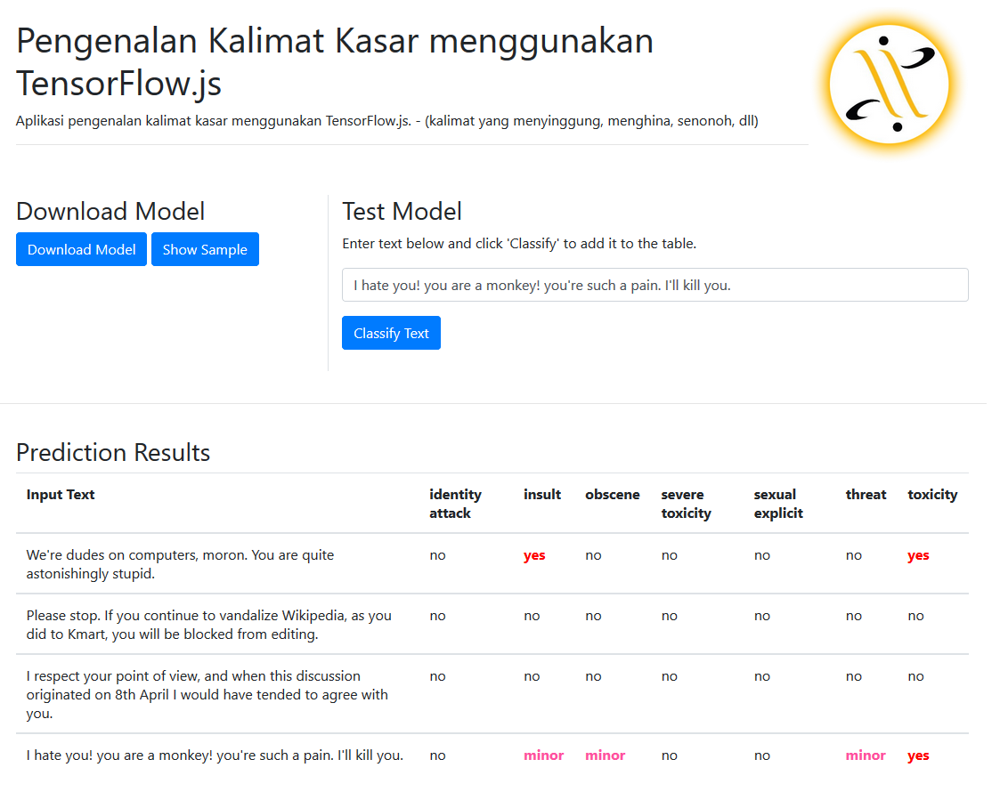 Pengenalan Kalimat Kasar menggunakan
TensorFlow.js
Aplikasi pengenalan kalimat kasar menggunakan TensorFlow.js. - (kalimat yang menyinggung, menghina, senonoh, dll)
Download Model
Download Model
Show Sample
Test Model
Enter text below and click 'Classify' to add it to the table.
I hate you! you are a monkey! you're such a pain. I'll kill you.
Classify Text
Prediction Results
Input Text identity attack insult obscene severe toxicity sexual explicit threat toxicity
We're dudes on computers, moron. You are quite no yes no no no no yes
astonishingly stupid.
Please stop. If you continue to vandalize Wikipedia, as you no no no no no no no
did to Kmart, you will be blocked from editing.
I respect your point of view, and when this discussion no no no no no no no
originated on 8th April I would have tended to agree with
you.
I hate you! you are a monkey! you're such a pain. I'll kill you. no minor minor no no minor yes